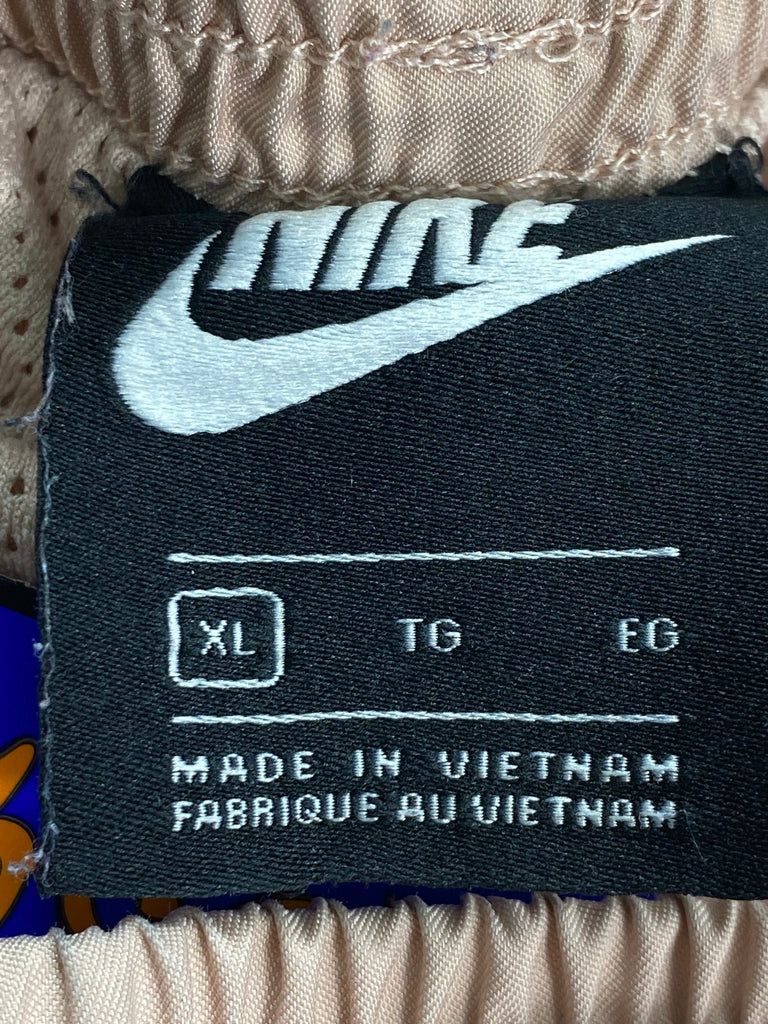 NIKE
XL TG EG
MADE IN VIETNAM
FABRIQUE AU VIETNAM